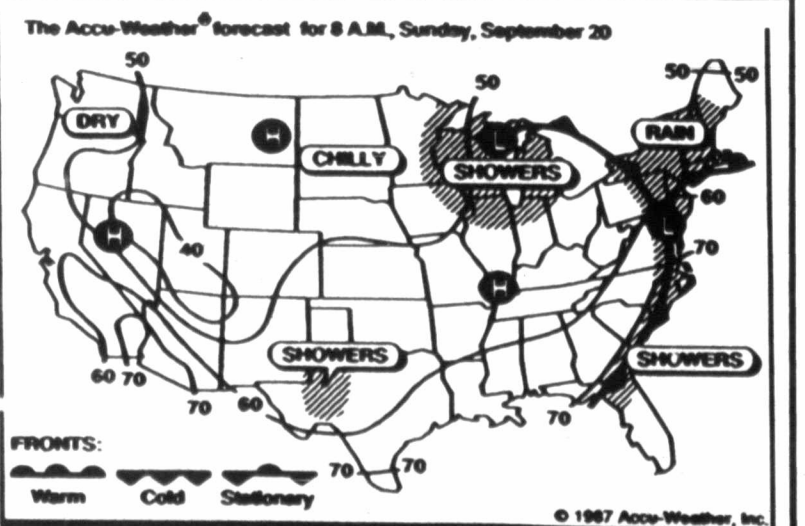 The Accu-Weather® forecast for 8 A.M., Sunday, September 20
50
50
50 50
DRY
H
CHILLY
L
SHOWERS
RAIN
60
H
40
L
70
H
SHOWERS
SHOWERS
60 70
70
60
70
70 70
FRONTS:
Warm Cold Stationary
© 1987 Accu-Weather, Inc.